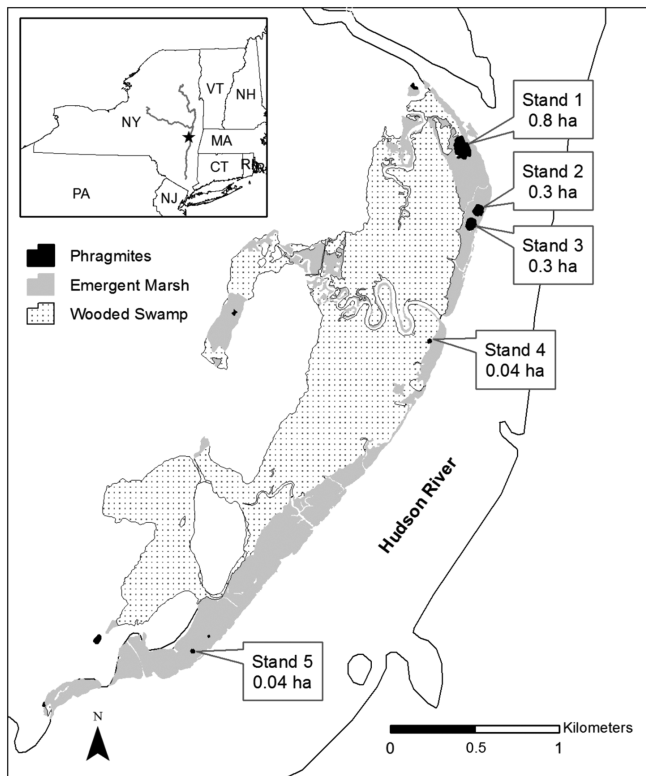 VT
NH
NY
MA
CT
RI
PA
NJ
Phragmites
Emergent Marsh
Wooded Swamp
Stand 1
0.8 ha
Stand 2
0.3 ha
Stand 3
0.3 ha
Stand 4
0.04 ha
Hudson River
Stand 5
0.04 ha
N
Kilometers
0 0.5 1